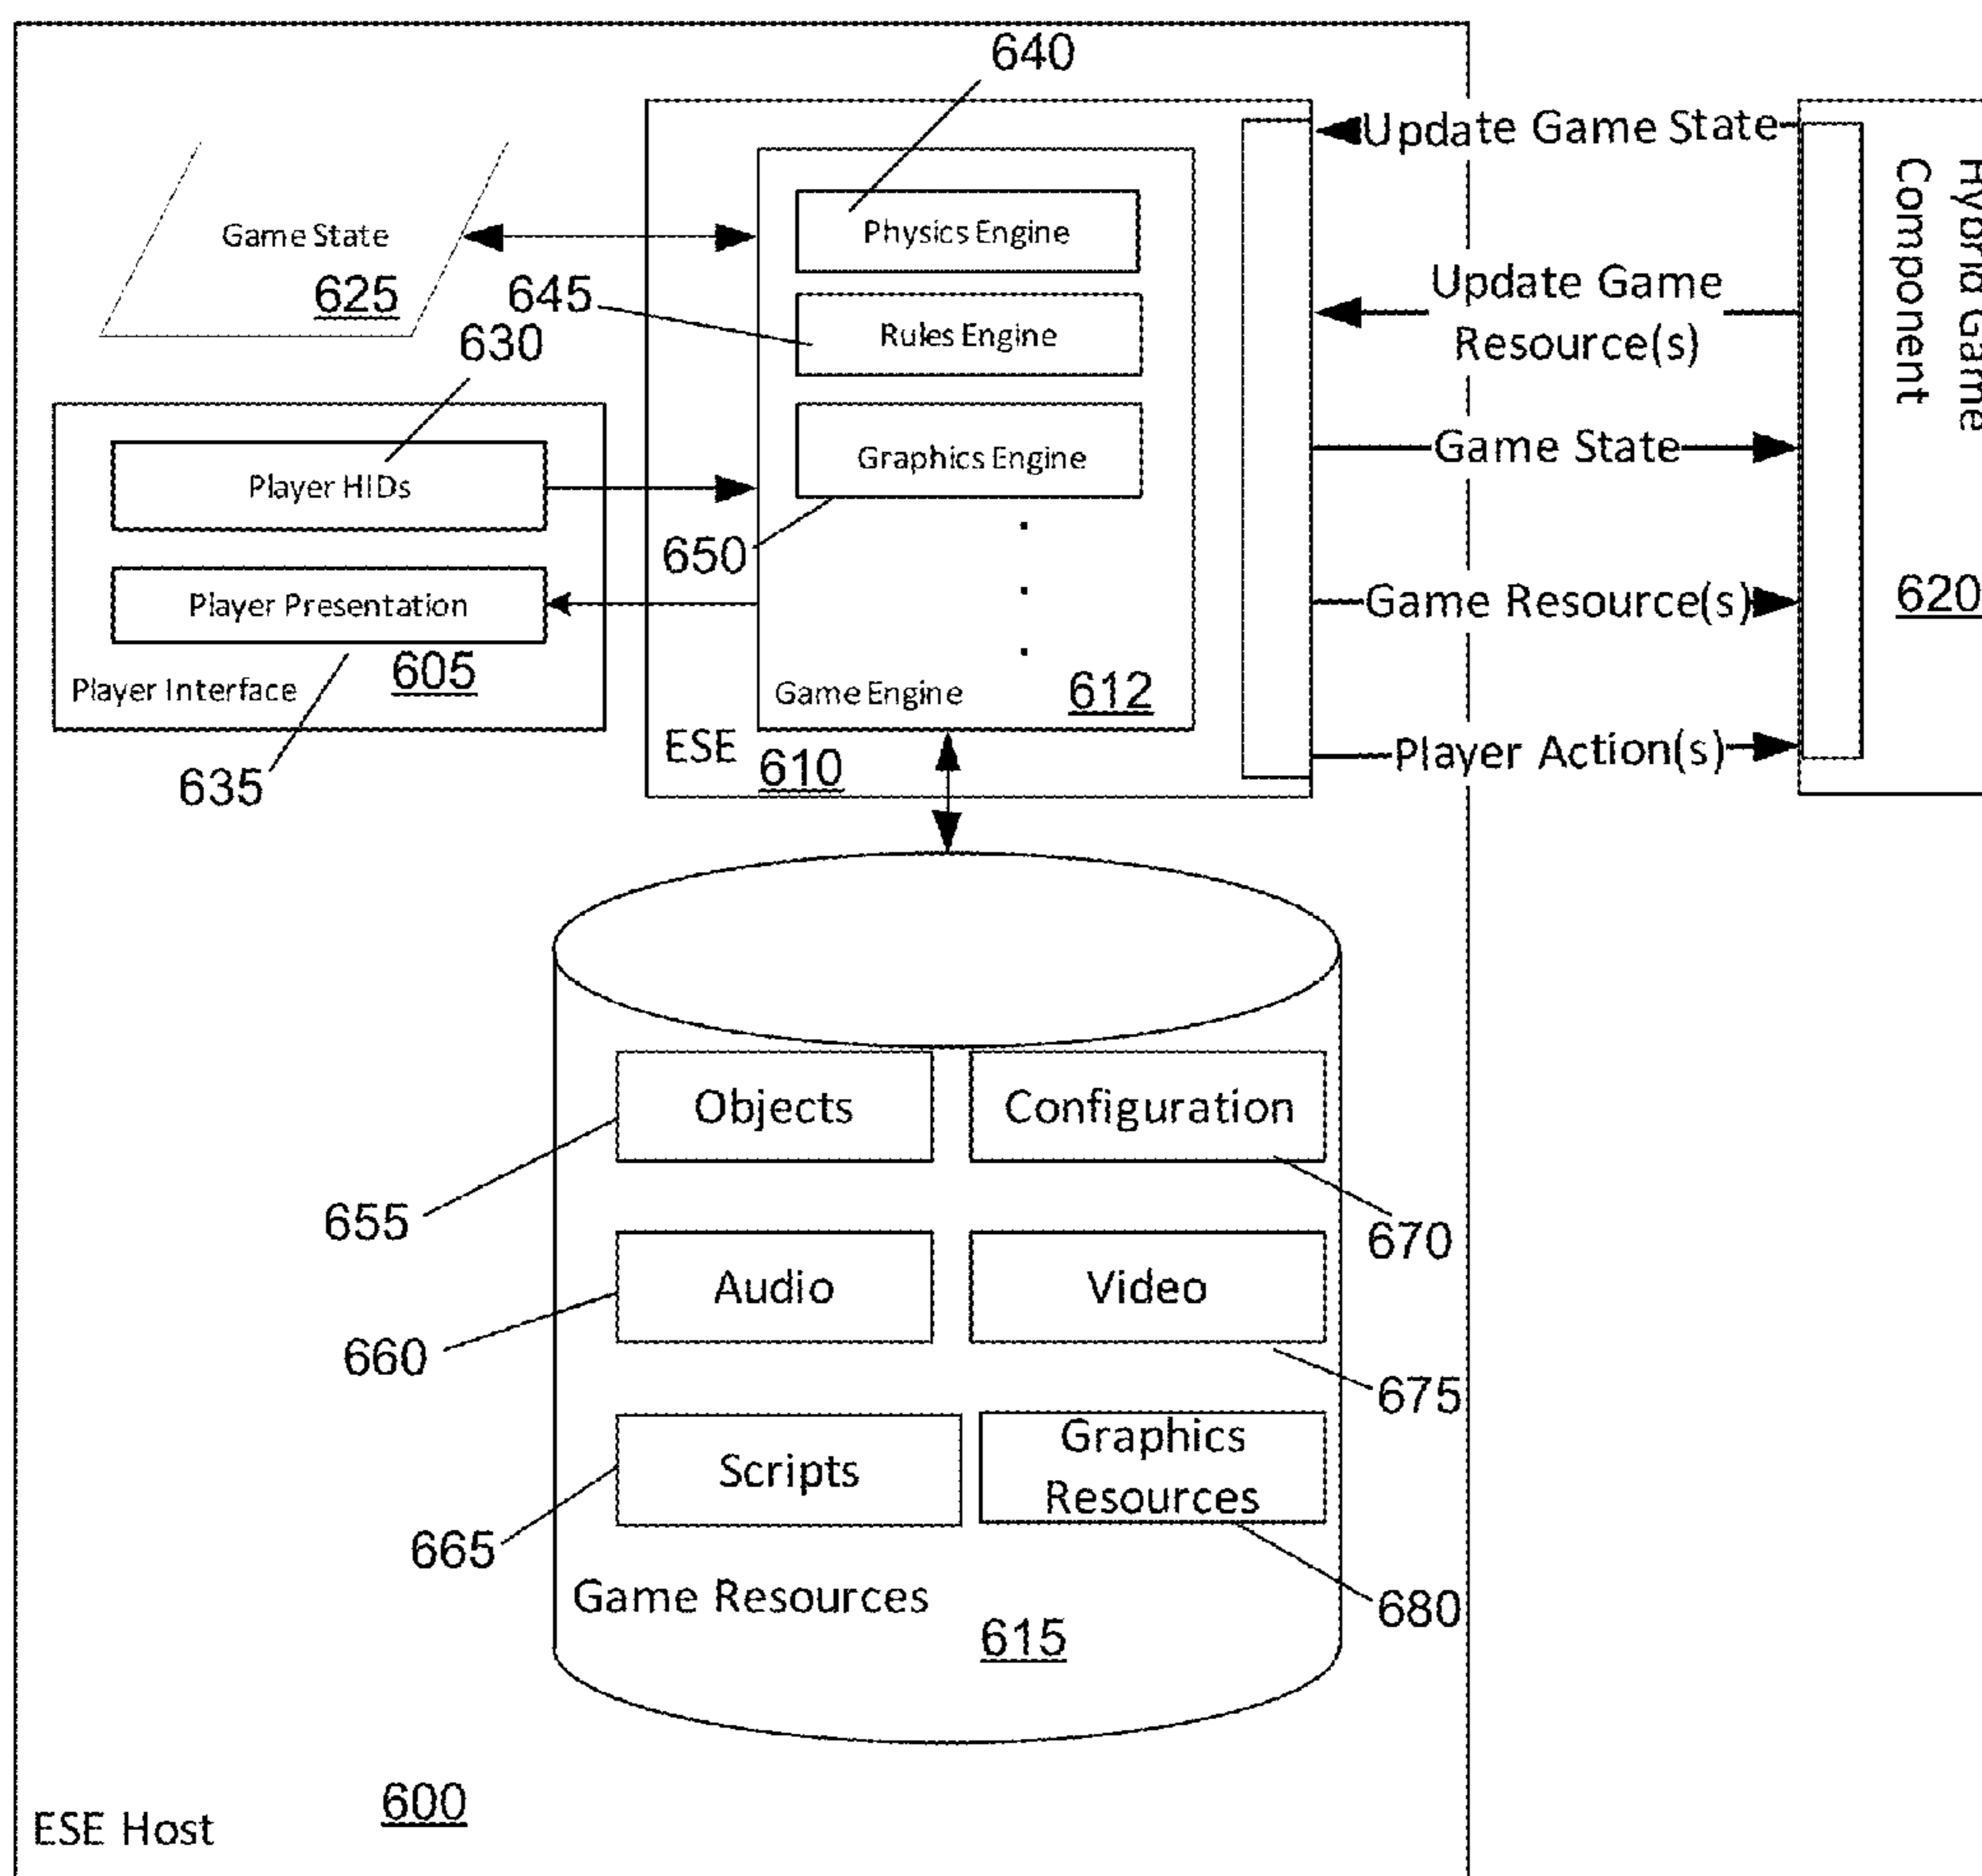 640
Update Game State
Physics Engine
Game State
625
645
Rules Engine
Update Game
Resource(s)
Hybrid Game
Component
630
Player HIDs
Graphics Engine
Game State
650
Player Presentation
Game Resource(s)
620
605
Player Interface
Game Engine
612
635
ESE
610
Player Action(s)
Objects
Configuration
655
670
Audio
Video
660
675
Scripts
Graphics
Resources
665
Game Resources
680
615
600
ESE Host